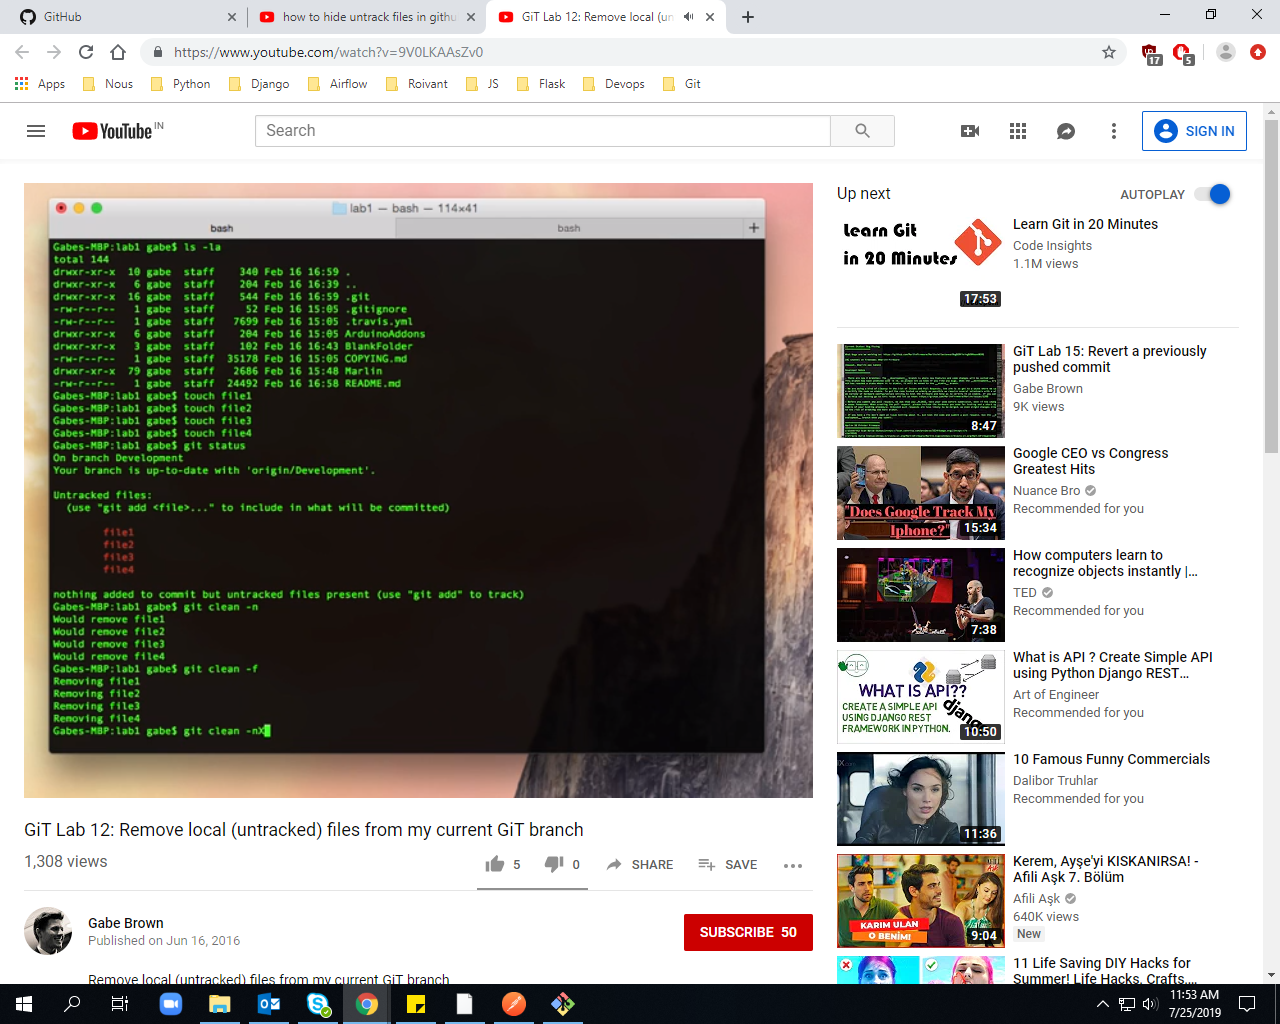 GitHub
how to hide untrack files in gith
GiT Lab 12: Remove local (un
https://www.youtube.com/watch?v=9V0LKAAsZv0
17
5
Apps
Nous
Python
Django
Airflow
Roivant
JS
Flask
Devops
Git
YouTube IN
Search
SIGN IN
lab1 — bash — 114×41
bash
bash
Gabes-MBP:lab1 gabe$ ls -la
total 144
drwxr-xr-x 10 gabe staff 340 Feb 16 16:59 .
drwxr-xr-x 6 gabe staff 204 Feb 16 16:39 ..
drwxr-xr-x 16 gabe staff 544 Feb 16 16:59 .git
-rw-r--r-- 1 gabe staff 52 Feb 16 15:05 .gitignore
-rw-r--r-- 1 gabe staff 7699 Feb 16 15:05 .travis.yml
drwxr-xr-x 6 gabe staff 204 Feb 16 15:05 ArduinoAddons
drwxr-xr-x 3 gabe staff 102 Feb 16 16:43 BlankFolder
-rw-r--r-- 1 gabe staff 35178 Feb 16 15:05 COPYING.md
drwxr-xr-x 79 gabe staff 2686 Feb 16 15:48 Marlin
-rw-r--r-- 1 gabe staff 24492 Feb 16 16:58 README.md
Gabes-MBP:lab1 gabe$ touch file1
Gabes-MBP:lab1 gabe$ touch file2
Gabes-MBP:lab1 gabe$ touch file3
Gabes-MBP:lab1 gabe$ touch file4
Gabes-MBP:lab1 gabe$ git status
On branch Development
Your branch is up-to-date with 'origin/Development'.
Untracked files:
(use "git add <file>..." to include in what will be committed)
file1
file2
file3
file4
nothing added to commit but untracked files present (use "git add" to track)
Gabes-MBP:lab1 gabe$ git clean -n
Would remove file1
Would remove file2
Would remove file3
Would remove file4
Gabes-MBP:lab1 gabe$ git clean -f
Removing file1
Removing file2
Removing file3
Removing file4
Gabes-MBP:lab1 gabe$ git clean -nX
GiT Lab 12: Remove local (untracked) files from my current GiT branch
1,308 views
5
0
SHARE
SAVE
Gabe Brown
Published on Jun 16, 2016
SUBSCRIBE 50
Remove local (untracked) files from my current GiT branch
Up next
AUTOPLAY
Learn Git
in 20 Minutes
17:53
Learn Git in 20 Minutes
Code Insights
1.1M views
8:47
GiT Lab 15: Revert a previously
pushed commit
Gabe Brown
9K views
"Does Google Track My
Iphone?"
15:34
Google CEO vs Congress
Greatest Hits
Nuance Bro
Recommended for you
7:38
How computers learn to
recognize objects instantly |...
TED
Recommended for you
WHAT IS API??
CREATE A SIMPLE API
USING DJANGO REST
FRAMEWORK IN PYTHON.
django
10:50
What is API ? Create Simple API
using Python Django REST...
Art of Engineer
Recommended for you
11:36
10 Famous Funny Commercials
Dalibor Truhlar
Recommended for you
KARIM ULAN
O BENİM!
9:04
Kerem, Ayşe'yi KISKANIRSA! -
Afili Aşk 7. Bölüm
Afili Aşk
640K views
New
11 Life Saving DIY Hacks for
Summer! Life Hacks, Crafts,...
11:53 AM
7/25/2019